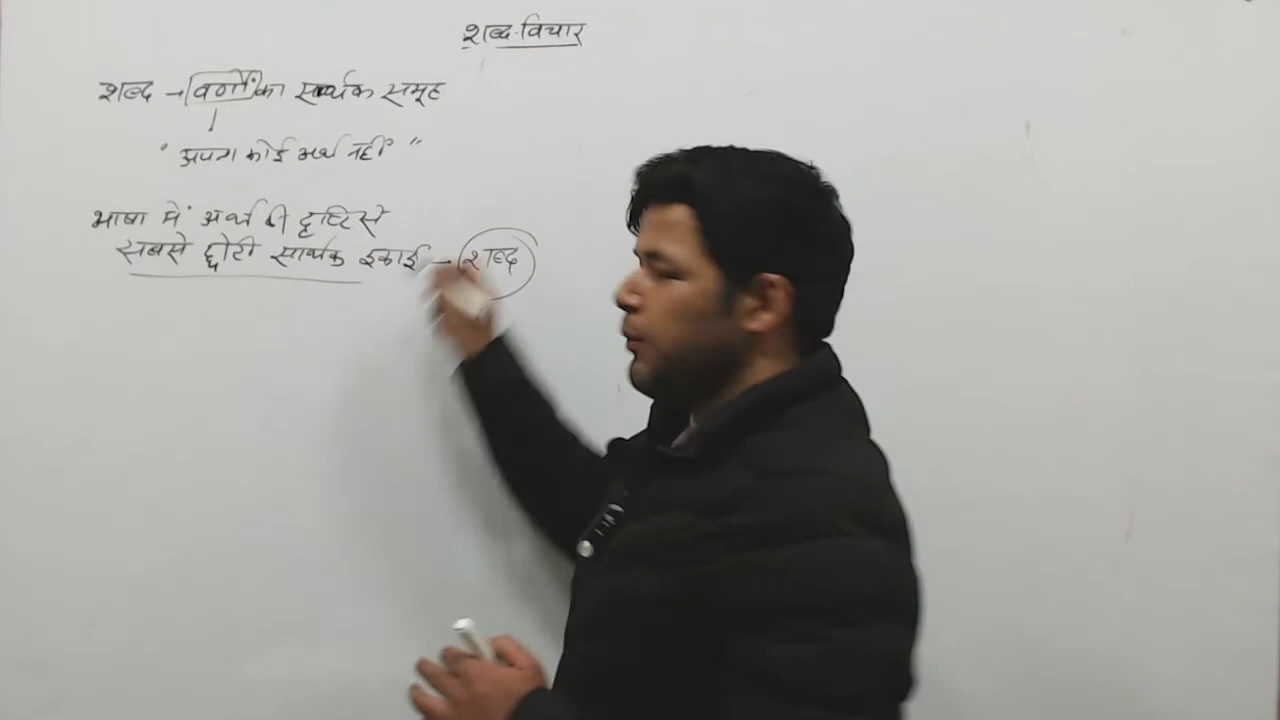 शब्द-विचार
शब्द → वर्णों का सार्थक समूह
" अपना कोई अर्थ नहीं "
भाषा में अर्थ की दृष्टि से
सबसे छोटी सार्थक इकाई - शब्द